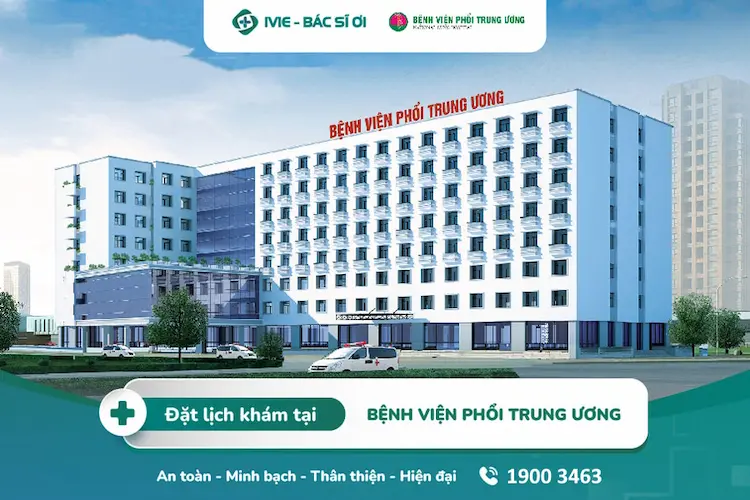 IVIE - BÁC SĨ ƠI
BỆNH VIỆN PHỔI TRUNG ƯƠNG
BỆNH VIỆN PHỔI TRUNG ƯƠNG
Đặt lịch khám tại
BỆNH VIỆN PHỔI TRUNG ƯƠNG
An toàn - Minh bạch - Thân thiện - Hiện đại
1900 3463